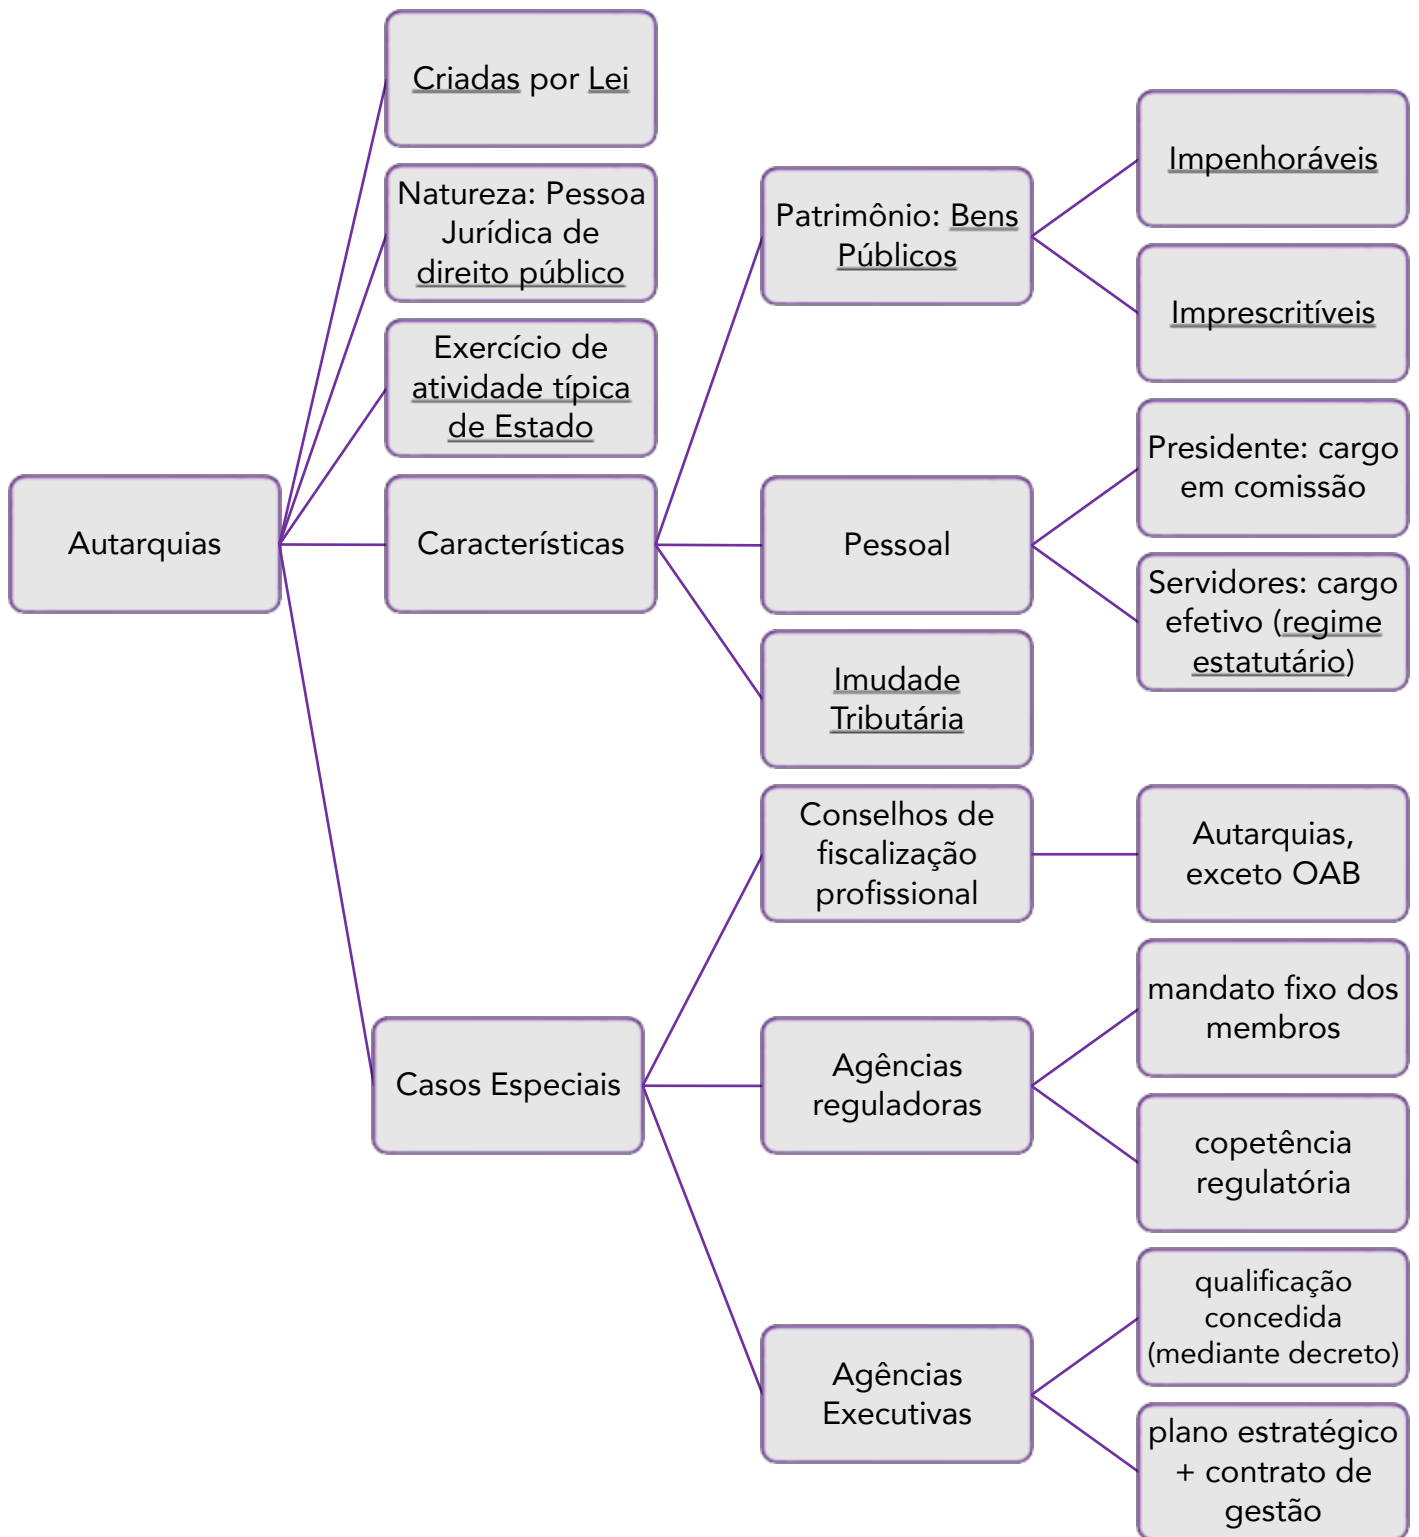 Autarquias
Criadas por Lei
Natureza: Pessoa
Jurídica de
direito público
Exercício de
atividade típica
de Estado
Características
Patrimônio: Bens
Públicos
Impenhoráveis
Imprescritíveis
Pessoal
Presidente: cargo
em comissão
Servidores: cargo
efetivo (regime
estatutário)
Imudade
Tributária
Casos Especiais
Conselhos de
fiscalização
profissional
Autarquias,
exceto OAB
Agências
reguladoras
mandato fixo dos
membros
copetência
regulatória
Agências
Executivas
qualificação
concedida
(mediante decreto)
plano estratégico
+ contrato de
gestão